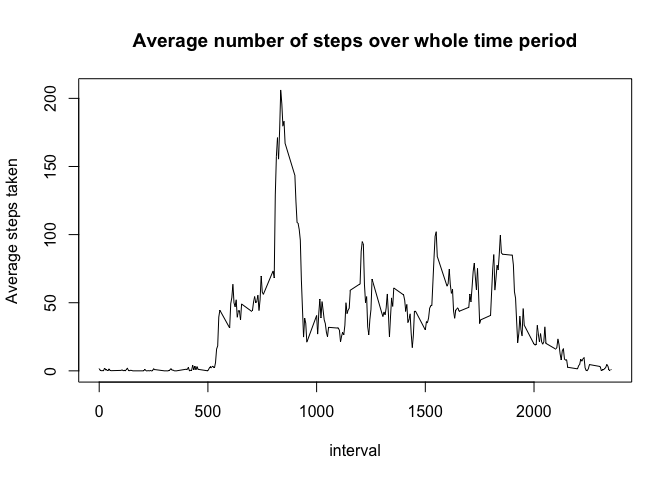 Average number of steps over whole time period
Average steps taken
200
150
100
50
0
0 500 1000 1500 2000
interval